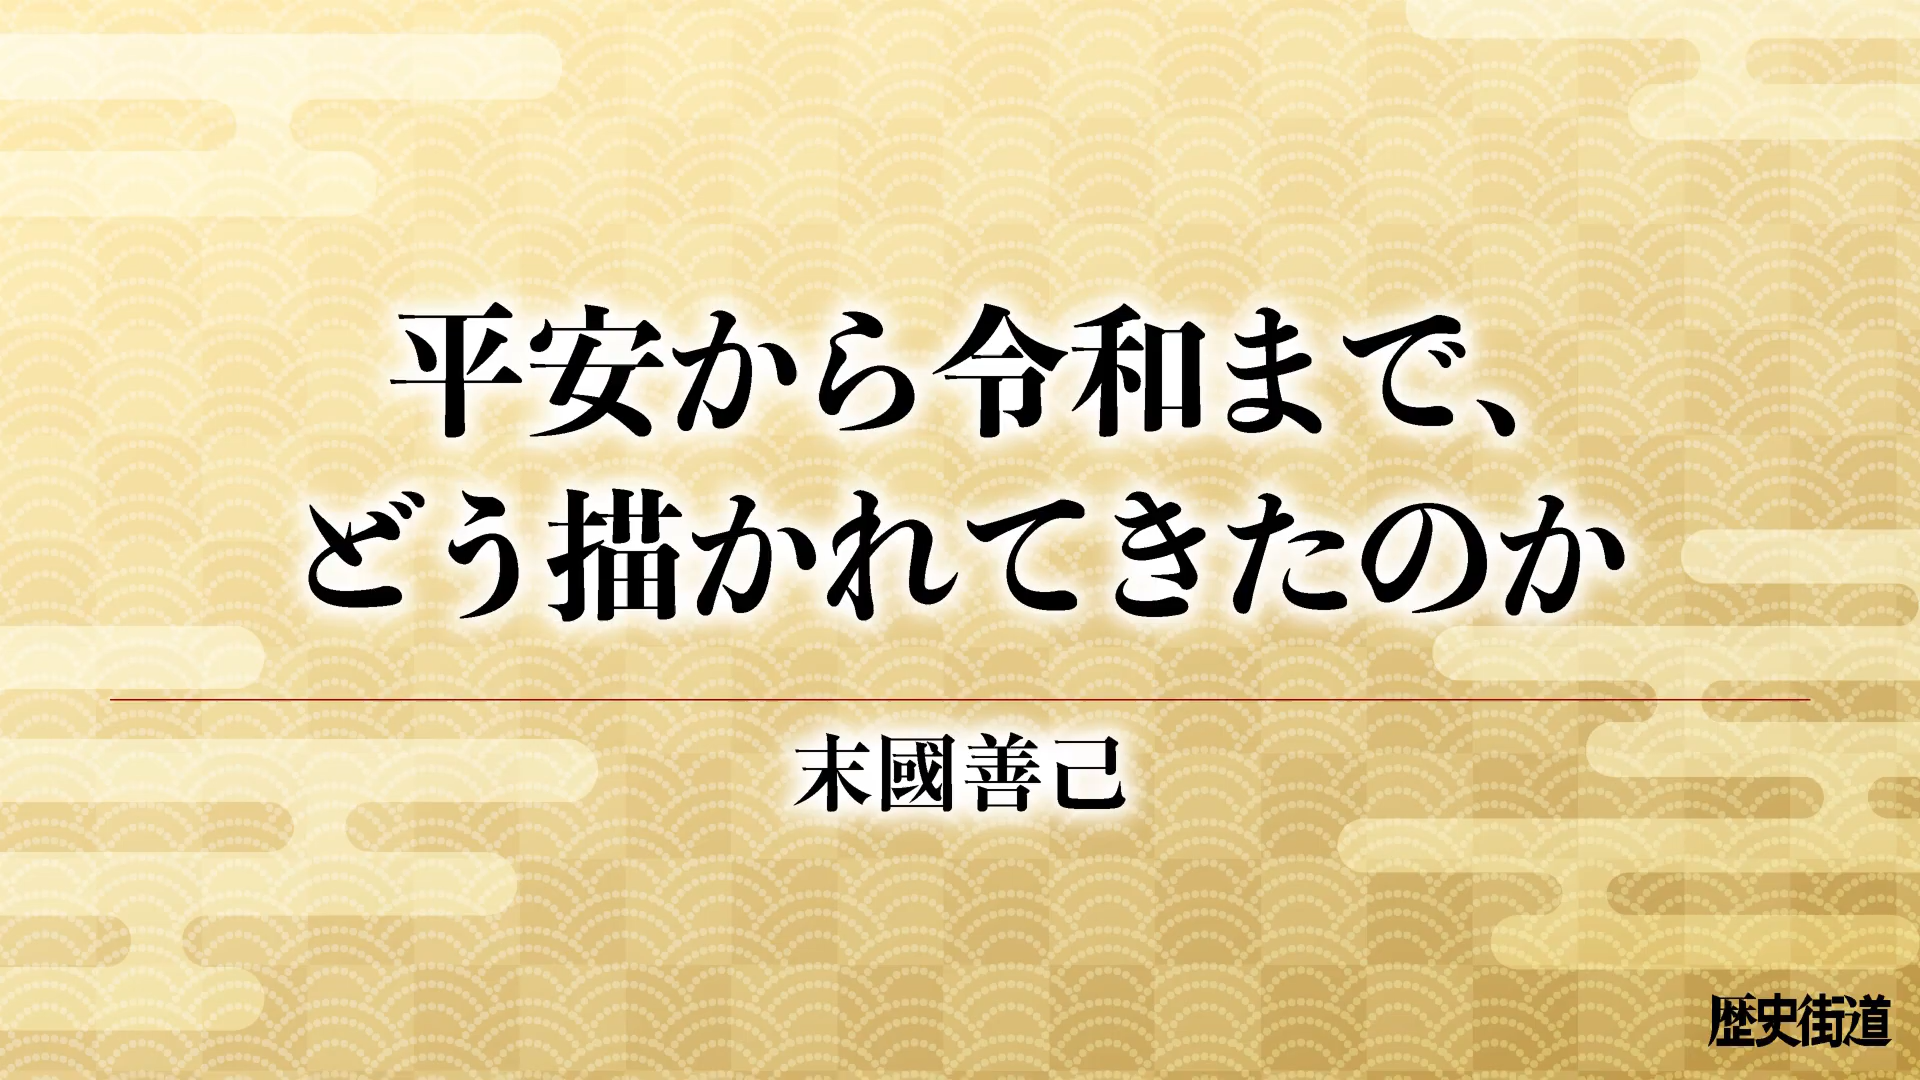 平安から令和まで、
どう描かれてきたのか
末國善己
歴史街道